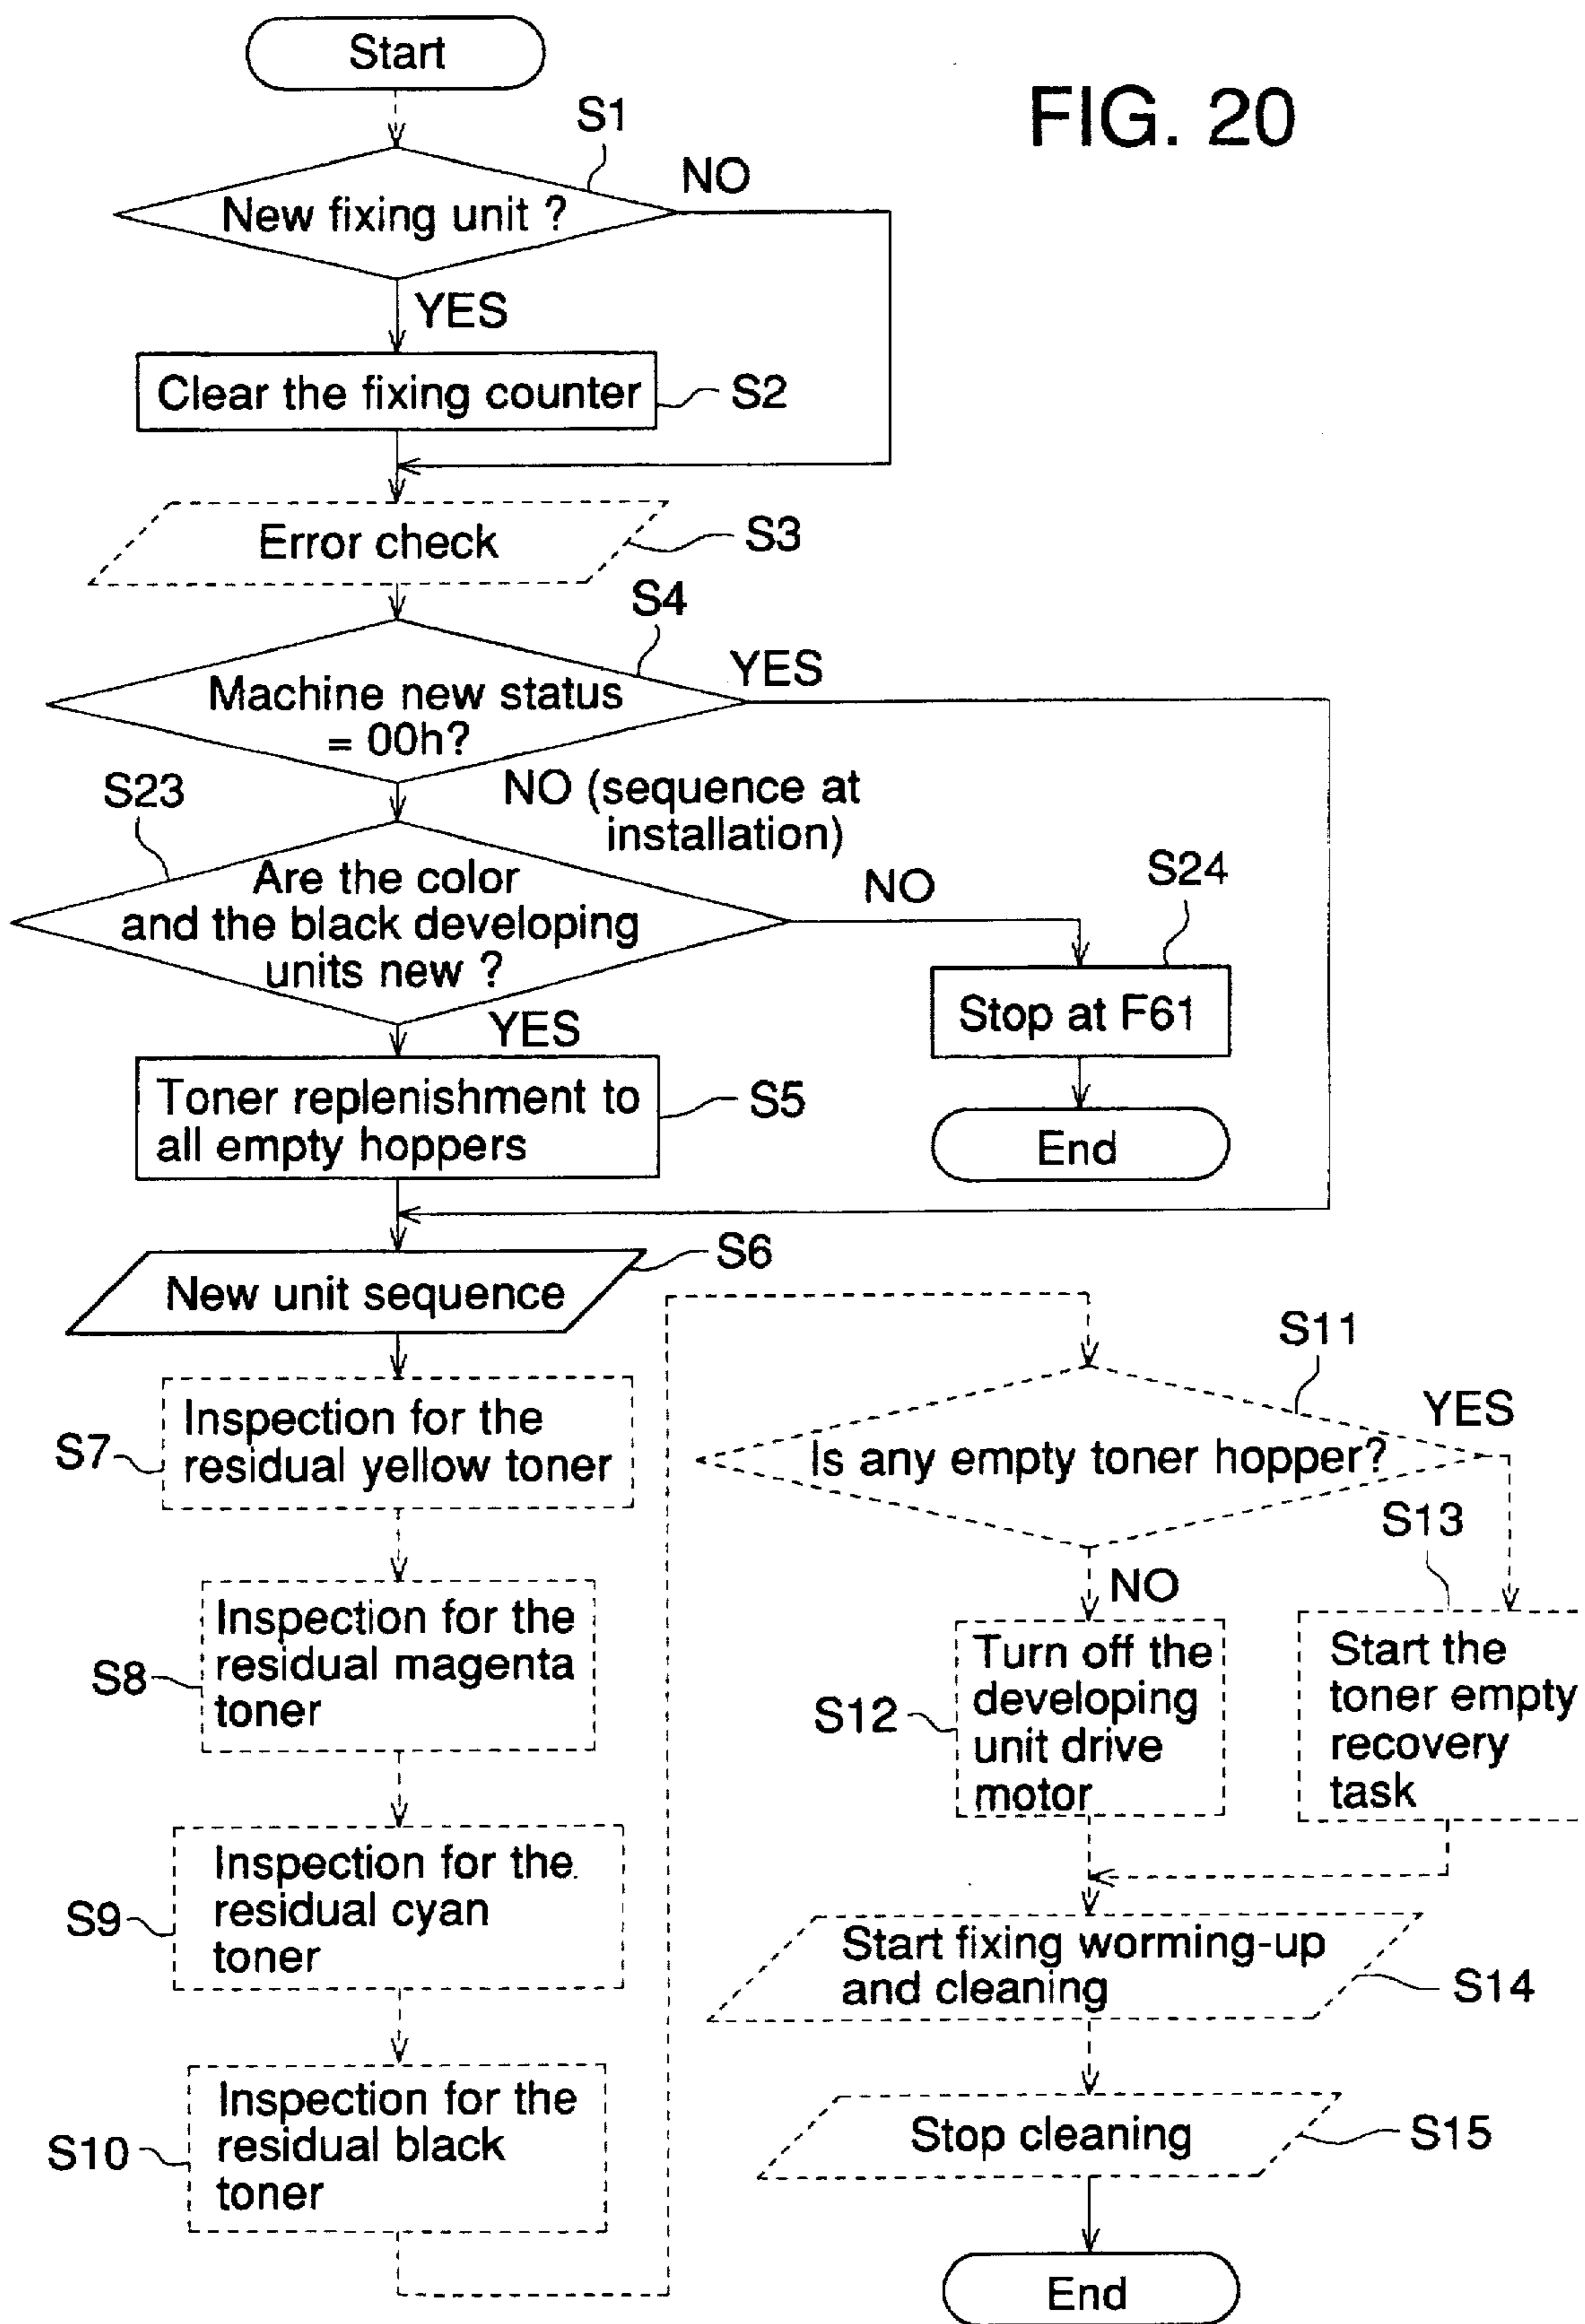 FIG. 20
Start
S1
NO
New fixing unit ?
YES
Clear the fixing counter
S2
Error check
S3
S4
YES
Machine new status
= 00h?
NO (sequence at
installation)
S23
Are the color
and the black developing
units new ?
NO
S24
Stop at F61
End
YES
Toner replenishment to
all empty hoppers
S5
S6
New unit sequence
S7
Inspection for the
residual yellow toner
S8
Inspection for the
residual magenta
toner
S9
Inspection for the
residual cyan
toner
S10
Inspection for the
residual black
toner
S11
YES
Is any empty toner hopper?
S13
NO
S12
Turn off the
developing
unit drive
motor
Start the
toner empty
recovery
task
Start fixing worming-up
and cleaning
S14
Stop cleaning
S15
End